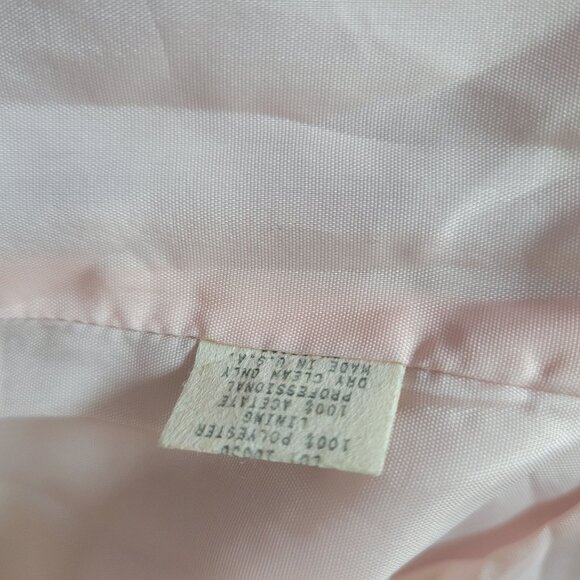 100% POLYESTER
LINING
100% ACETATE
PROFESSIONAL
DRY CLEAN ONLY
MADE IN U.S.A.